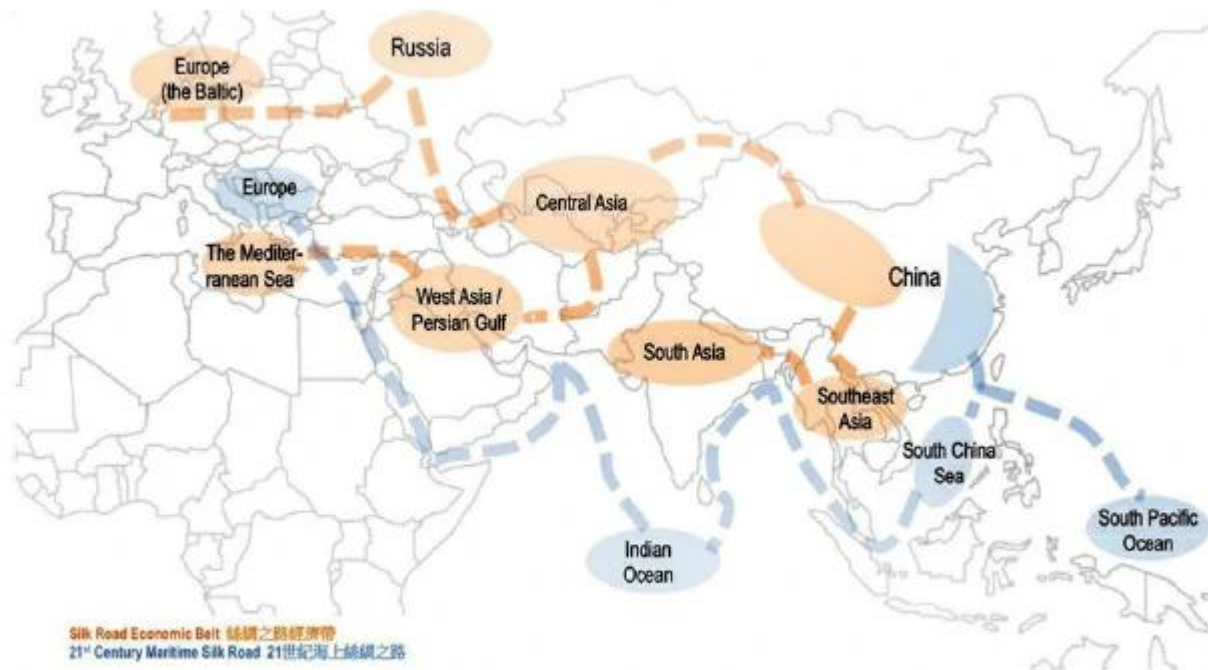 Russia
Europe
(the Baltic)
Europe
Central Asia
The Mediter-
ranean Sea
China
West Asia /
Persian Gulf
South Asia
Southeast
Asia
South China
Sea
South Pacific
Ocean
Indian
Ocean
Silk Road Economic Belt 絲綢之路經濟帶
21st Century Maritime Silk Road 21世紀海上絲綢之路